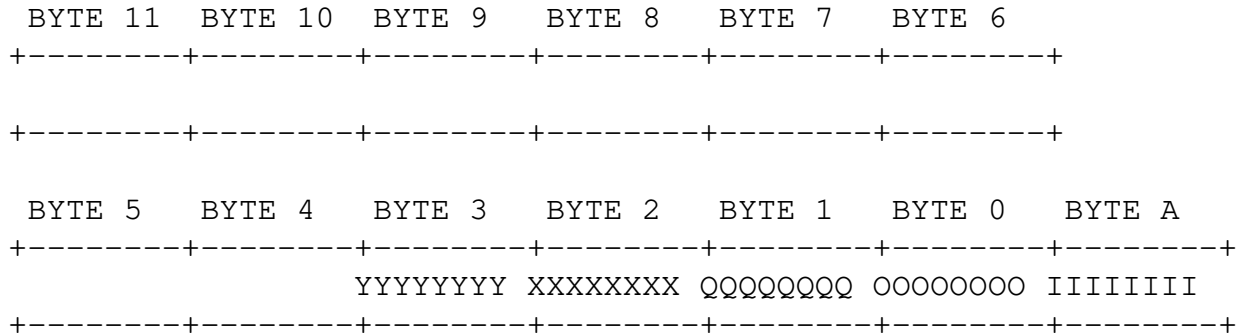 BYTE 11 BYTE 10 BYTE 9 BYTE 8 BYTE 7 BYTE 6
+--------+--------+--------+--------+--------+--------+
+--------+--------+--------+--------+--------+--------+
BYTE 5 BYTE 4 BYTE 3 BYTE 2 BYTE 1 BYTE 0 BYTE A
+--------+--------+--------+--------+--------+--------+--------+
YYYYYYYY XXXXXXXX QQQQQQQQ OOOOOOOO IIIIIIII
+--------+--------+--------+--------+--------+--------+--------+